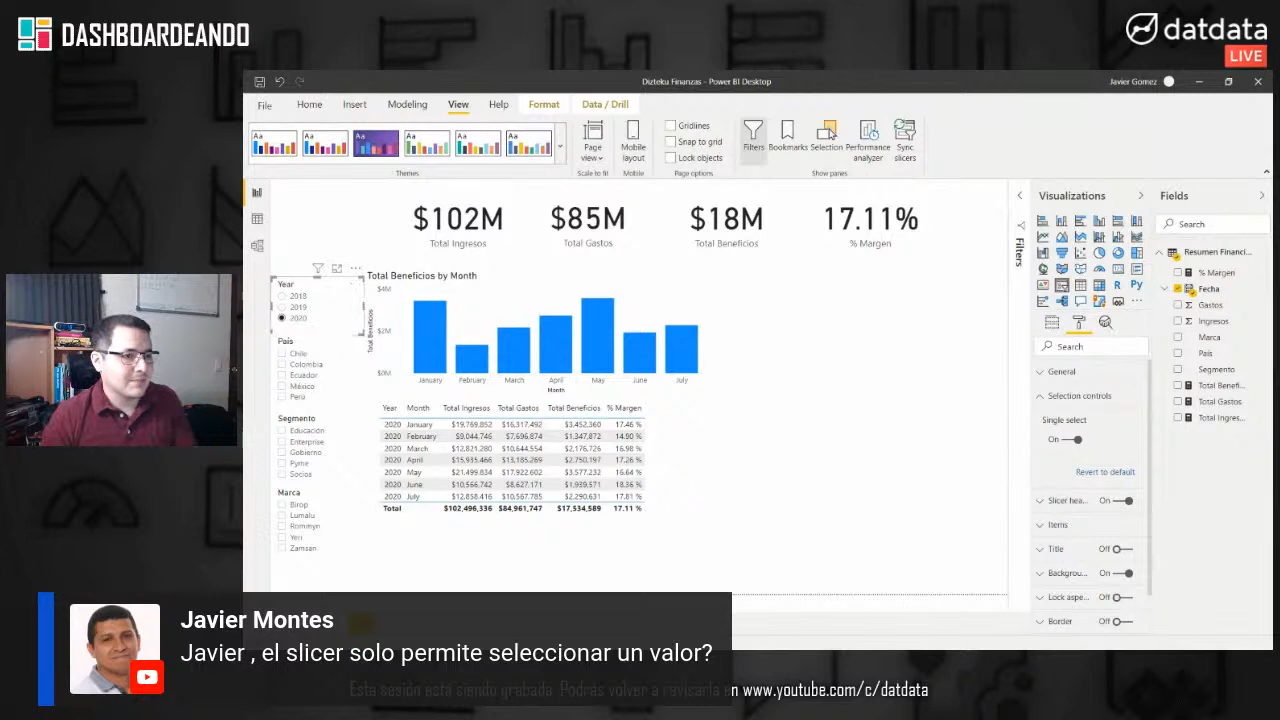 DASHBOARDEANDO
datdata
LIVE
Dizteku Finanzas - Power BI Desktop
Javier Gomez
File
Home
Insert
Modeling
View
Help
Format
Data / Drill
Aa
Aa
Aa
Aa
Aa
Aa
Page view
Mobile layout
Gridlines
Snap to grid
Lock objects
Filters
Bookmarks
Selection
Performance analyzer
Sync slicers
Themes
Scale to fit
Mobile
Page options
Show panes
$102M
Total Ingresos
$85M
Total Gastos
$18M
Total Beneficios
17.11%
% Margen
Year
2018
2019
2020
País
Chile
Colombia
Ecuador
México
Perú
Segmento
Educación
Enterprise
Gobierno
Pyme
Socios
Marca
Birop
Lumalu
Rommyn
Yeri
Zamsan
Total Beneficios by Month
Total Beneficios
$4M
$2M
$0M
January
February
March
April
May
June
July
Month
Year Month Total Ingresos Total Gastos Total Beneficios % Margen
2020 January $19,769,852 $16,317,492 $3,452,360 17.46 %
2020 February $9,044,746 $7,696,874 $1,347,872 14.90 %
2020 March $12,821,280 $10,644,554 $2,176,726 16.98 %
2020 April $15,935,466 $13,185,269 $2,750,197 17.26 %
2020 May $21,499,834 $17,922,602 $3,577,232 16.64 %
2020 June $10,566,742 $8,627,171 $1,939,571 18.36 %
2020 July $12,858,416 $10,567,785 $2,290,631 17.81 %
Total $102,496,336 $84,961,747 $17,534,589 17.11 %
Filters
Visualizations
R
Py
Search
General
Selection controls
Single select
On
Revert to default
Slicer hea... On
Items
Title Off
Backgrou... On
Lock aspe... Off
Border Off
Fields
Search
Resumen Financi...
% Margen
Fecha
Gastos
Ingresos
Marca
País
Segmento
Total Benefi...
Total Gastos
Total Ingres...
Javier Montes
Javier , el slicer solo permite seleccionar un valor?
Esta sesión está siendo grabada. Podrás volver a revisarla en www.youtube.com/c/datdata